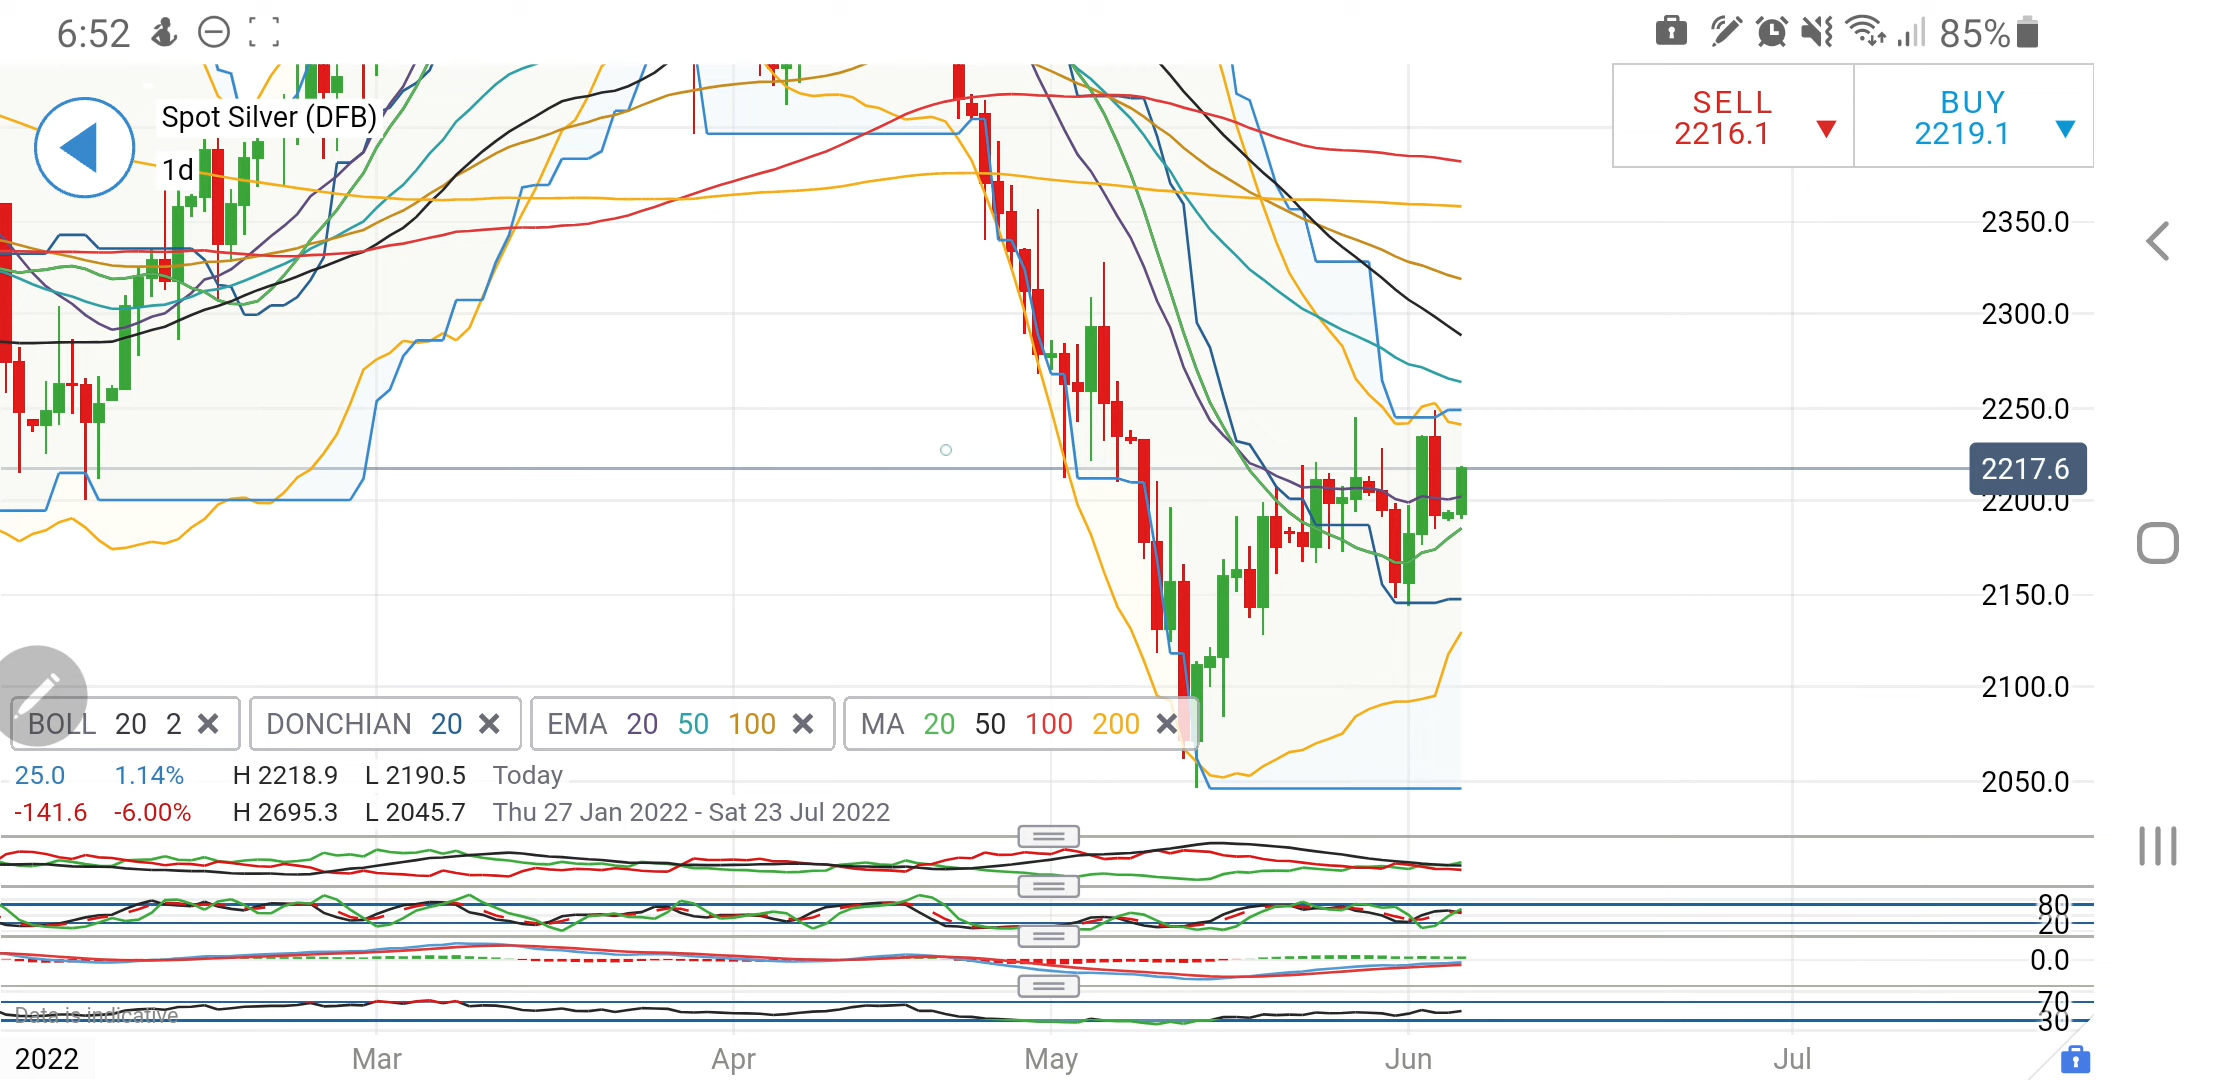 6:52
85%
Spot Silver (DFB)
1d
SELL
2216.1
BUY
2219.1
2350.0
2300.0
2250.0
2217.6
2200.0
2150.0
2100.0
2050.0
BOLL 20 2
DONCHIAN 20
EMA 20 50 100
MA 20 50 100 200
25.0 1.14% H 2218.9 L 2190.5 Today
-141.6 -6.00% H 2695.3 L 2045.7 Thu 27 Jan 2022 - Sat 23 Jul 2022
80
20
0.0
70
30
Data is indicative
2022 Mar Apr May Jun Jul